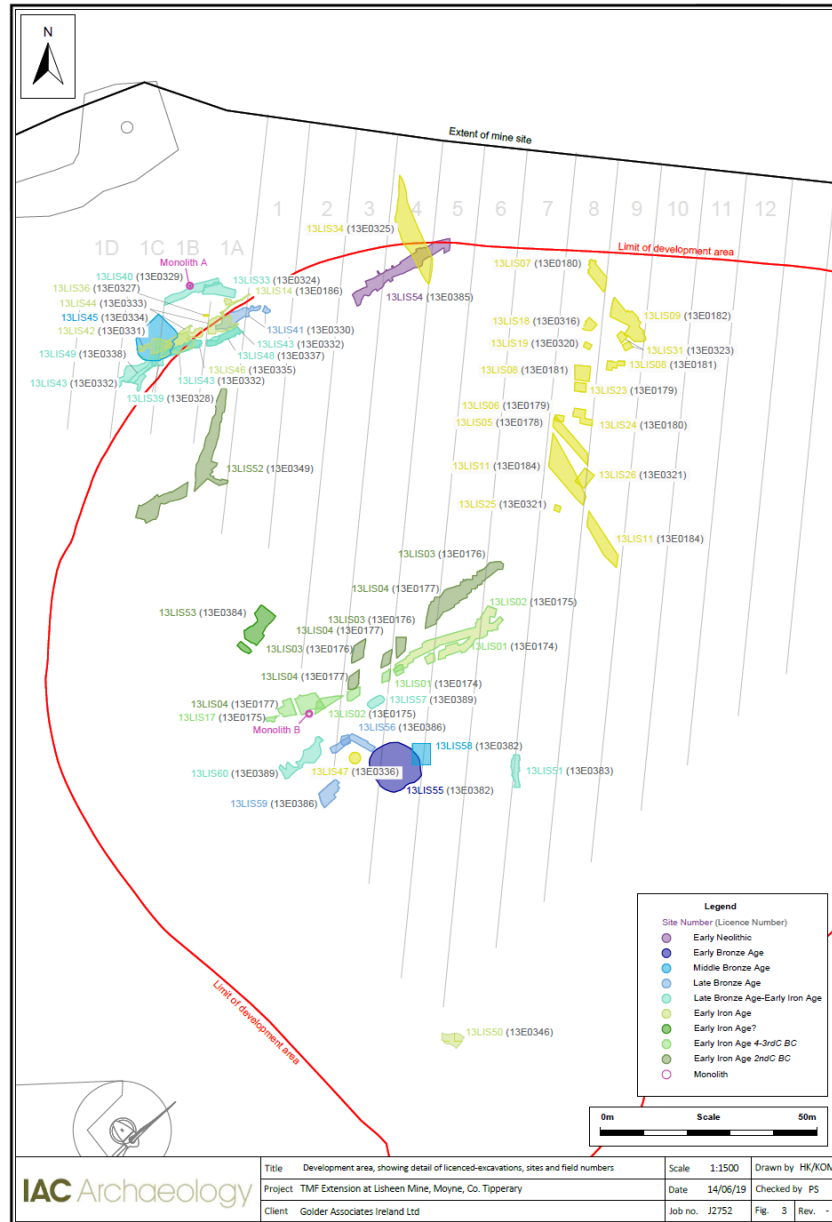 N
Extent of mine site
1 2 3 4 5 6 7 8 9 10 11 12
1D 1C 1B 1A
13LIS34 (13E0325)
Limit of development area
Monolith A
13LIS40 (13E0329)
13LIS33 (13E0324)
13LIS36 (13E0327)
13LIS14 (13E0186)
13LIS44 (13E0333)
13LIS45 (13E0334)
13LIS42 (13E0331)
13LIS41 (13E0330)
13LIS43 (13E0332)
13LIS49 (13E0338)
13LIS48 (13E0337)
13LIS46 (13E0335)
13LIS43 (13E0332)
13LIS43 (13E0332)
13LIS39 (13E0328)
13LIS54 (13E0385)
13LIS07 (13E0180)
13LIS09 (13E0182)
13LIS18 (13E0316)
13LIS19 (13E0320)
13LIS31 (13E0323)
13LIS08 (13E0181)
13LIS08 (13E0181)
13LIS23 (13E0179)
13LIS06 (13E0179)
13LIS05 (13E0178)
13LIS24 (13E0180)
13LIS11 (13E0184)
13LIS26 (13E0321)
13LIS25 (13E0321)
13LIS11 (13E0184)
13LIS52 (13E0349)
13LIS03 (13E0176)
13LIS04 (13E0177)
13LIS02 (13E0175)
13LIS53 (13E0384)
13LIS03 (13E0176)
13LIS04 (13E0177)
13LIS03 (13E0176)
13LIS01 (13E0174)
13LIS04 (13E0177)
13LIS01 (13E0174)
13LIS04 (13E0177)
13LIS57 (13E0389)
13LIS17 (13E0175)
13LIS02 (13E0175)
Monolith B
13LIS56 (13E0386)
13LIS58 (13E0382)
13LIS60 (13E0389)
13LIS47 (13E0336)
13LIS51 (13E0383)
13LIS55 (13E0382)
13LIS59 (13E0386)
Limit of development area
13LIS50 (13E0346)
Legend
Site Number (Licence Number)
Early Neolithic
Early Bronze Age
Middle Bronze Age
Late Bronze Age
Late Bronze Age-Early Iron Age
Early Iron Age
Early Iron Age?
Early Iron Age 4-3rdC BC
Early Iron Age 2ndC BC
Monolith
0m Scale 50m
IAC Archaeology
Title Development area, showing detail of licenced-excavations, sites and field numbers
Scale 1:1500 Drawn by HK/KOM
Project TMF Extension at Lisheen Mine, Moyne, Co. Tipperary
Date 14/06/19 Checked by PS
Client Golder Associates Ireland Ltd
Job no. J2752 Fig. 3 Rev. -